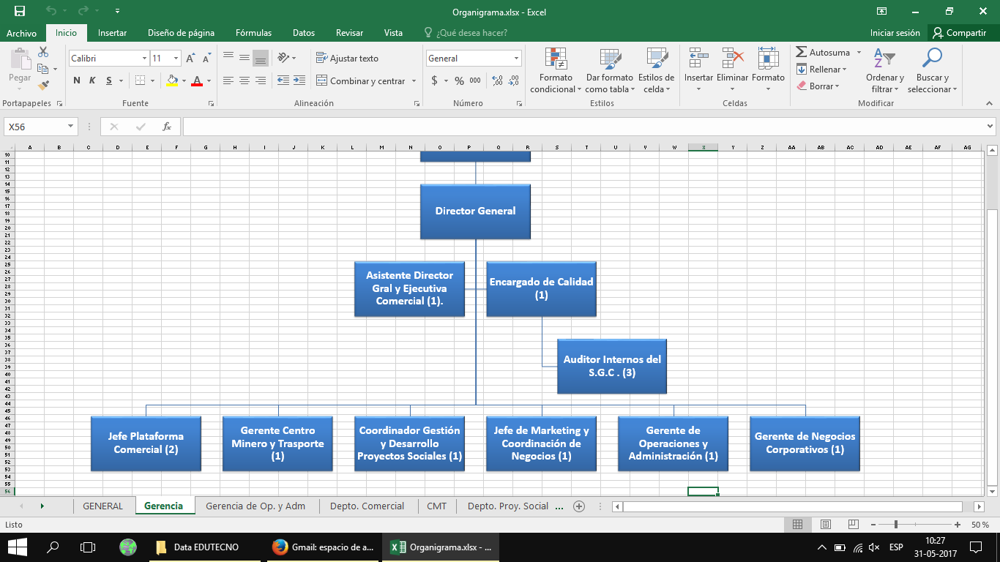 Organigrama.xlsx - Excel
Archivo Inicio Insertar Diseño de página Fórmulas Datos Revisar Vista ¿Qué desea hacer? Iniciar sesión Compartir
Pegar
Calibri 11
N K S
A A
Ajustar texto
Combinar y centrar
General
$ % 000
Formato condicional
Dar formato como tabla
Estilos de celda
Insertar Eliminar Formato
Autosuma
Rellenar
Borrar
Ordenar y filtrar
Buscar y seleccionar
Portapapeles Fuente Alineación Número Estilos Celdas Modificar
X56 fx
A B C D E F G H I J K L M N O P Q R S T U V W X Y Z AA AB AC AD AE AF AG
10
11
12
13
14
15
16
17
18
19
20
21
22
23
24
25
26
27
28
29
30
31
32
33
34
35
36
37
38
39
40
41
42
43
44
45
46
47
48
49
50
51
52
53
54
55
56
Director General
Asistente Director
Gral y Ejecutiva
Comercial (1).
Encargado de Calidad
(1)
Auditor Internos del
S.G.C . (3)
Jefe Plataforma
Comercial (2)
Gerente Centro
Minero y Trasporte
(1)
Coordinador Gestión
y Desarrollo
Proyectos Sociales (1)
Jefe de Marketing y
Coordinación de
Negocios (1)
Gerente de
Operaciones y
Administración (1)
Gerente de Negocios
Corporativos (1)
GENERAL Gerencia Gerencia de Op. y Adm Depto. Comercial CMT Depto. Proy. Social ...
Listo 50 %
Data EDUTECNO
Gmail: espacio de a...
Organigrama.xlsx - ...
ESP
10:27
31-05-2017